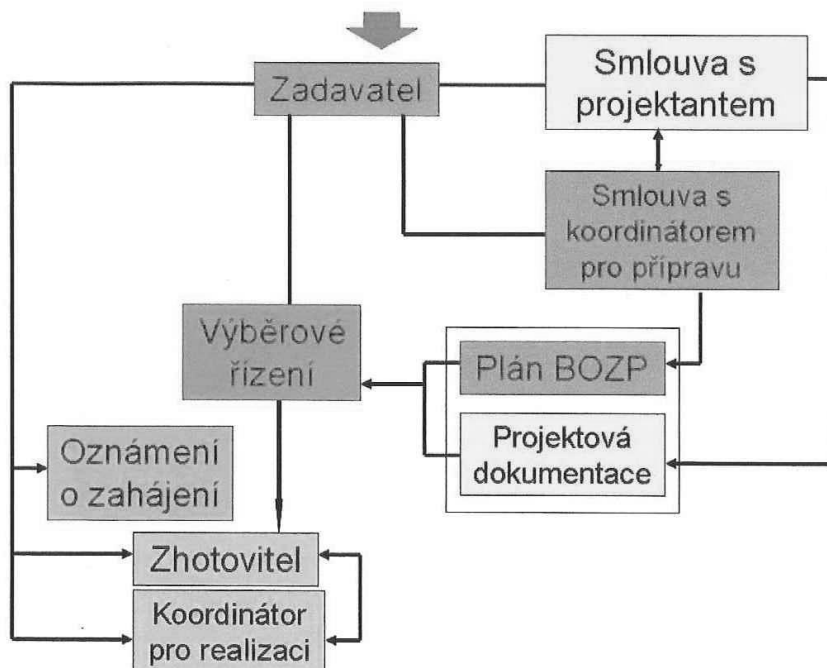 Zadavatel
Smlouva s
projektantem
Smlouva s
koordinátorem
pro přípravu
Výběrové
řízení
Plán BOZP
Projektová
dokumentace
Oznámení
o zahájení
Zhotovitel
Koordinátor
pro realizaci